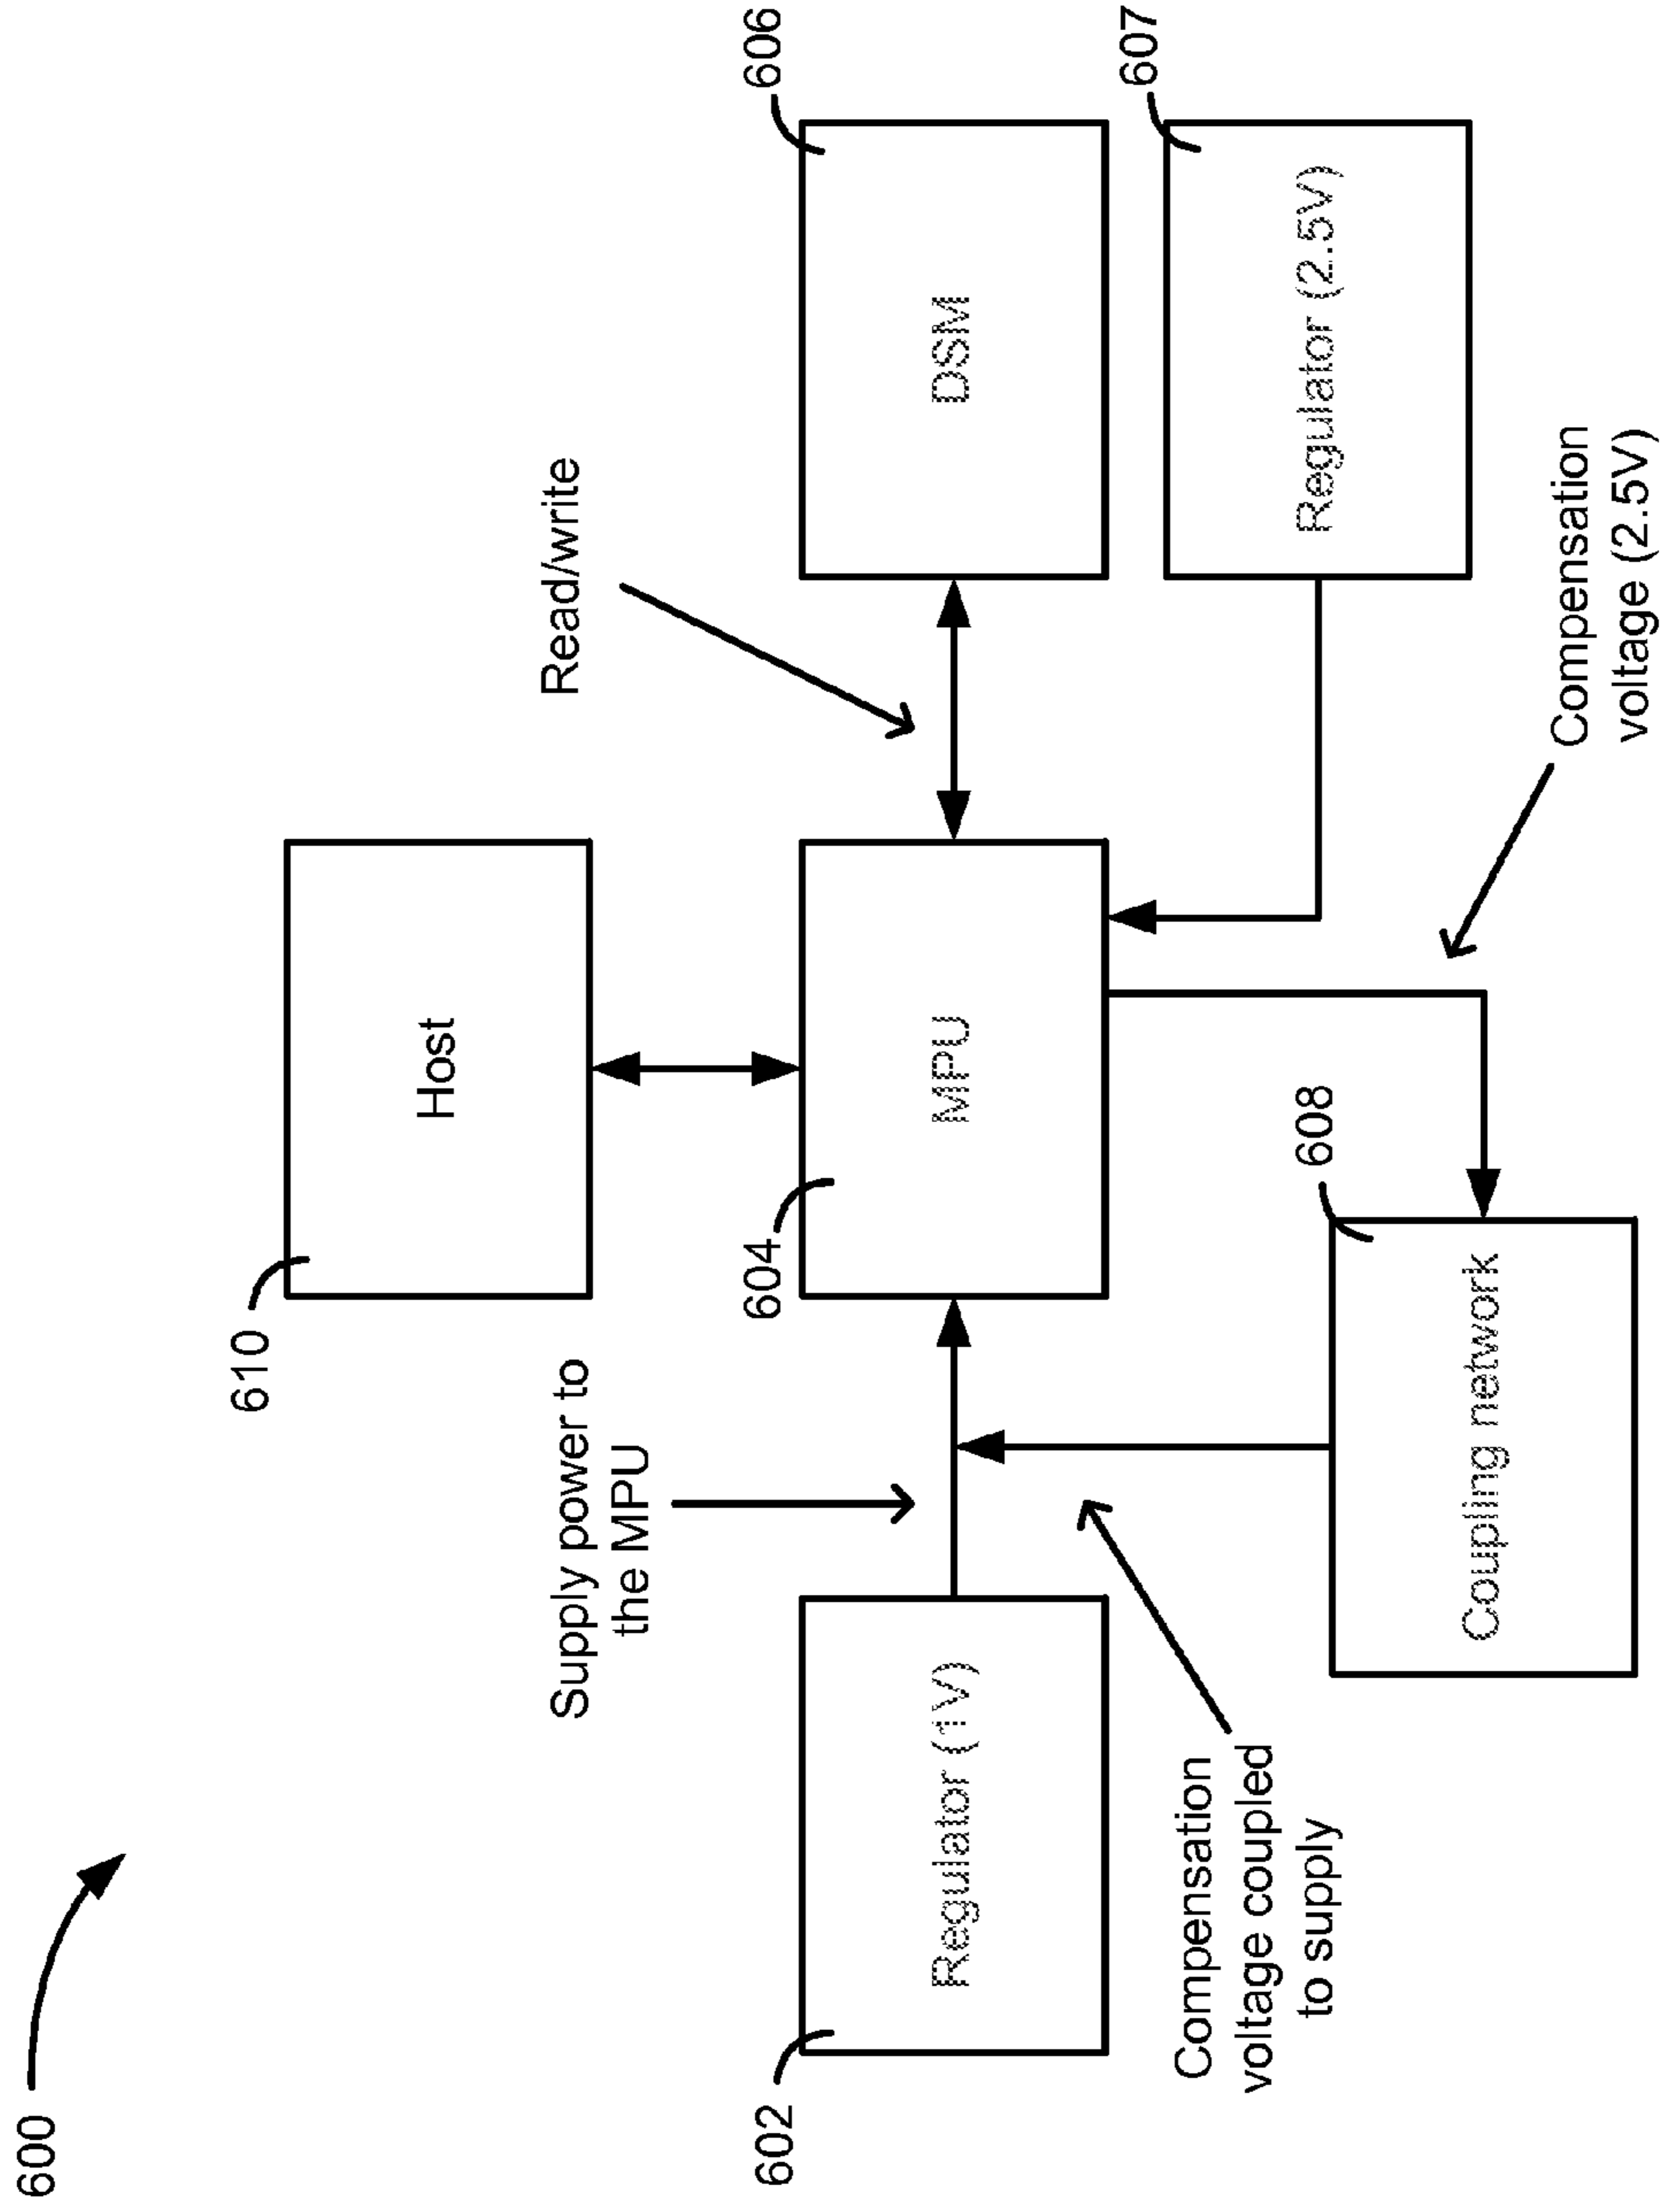 600
610
Host
606
607
Read/write
DSM
Regulator (2.5V)
604
MPU
Supply power to
the MPU
602
Regulator (1V)
Compensation
voltage coupled
to supply
608
Coupling network
Compensation
voltage (2.5V)